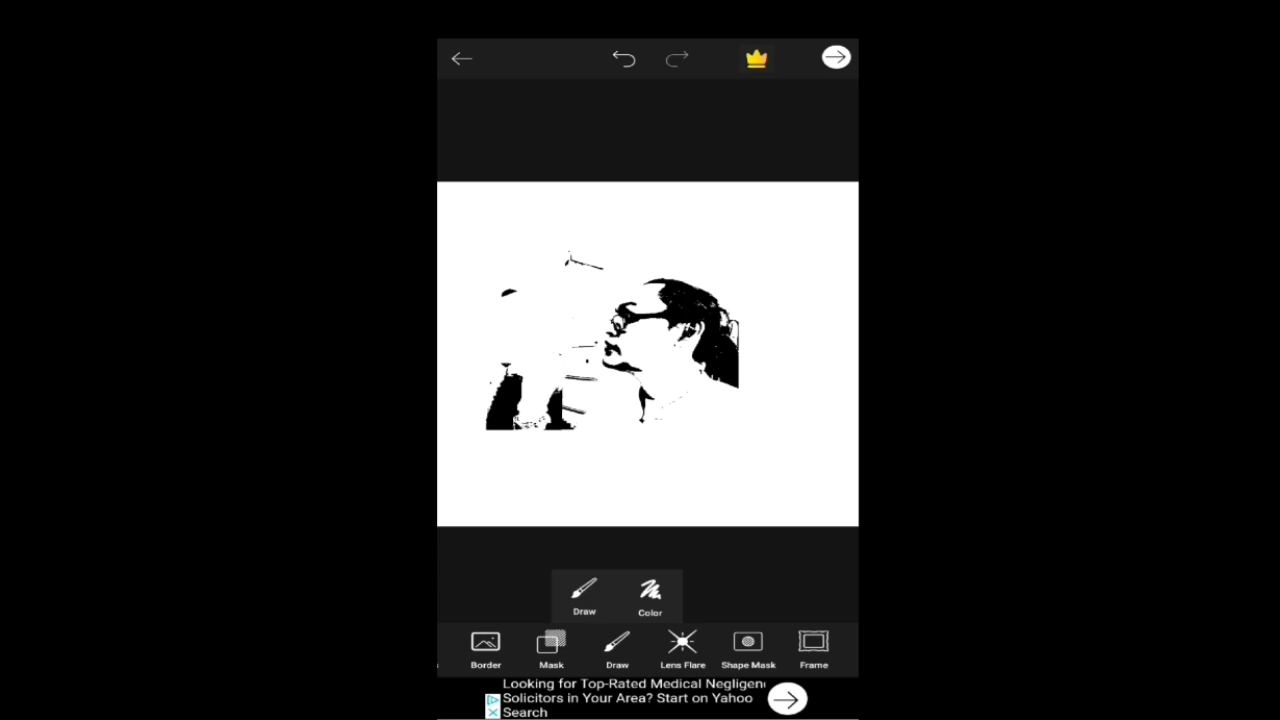 Draw Color
Border Mask Draw Lens Flare Shape Mask Frame
Looking for Top-Rated Medical
Solicitors in Your Area? Start on Yahoo
Search